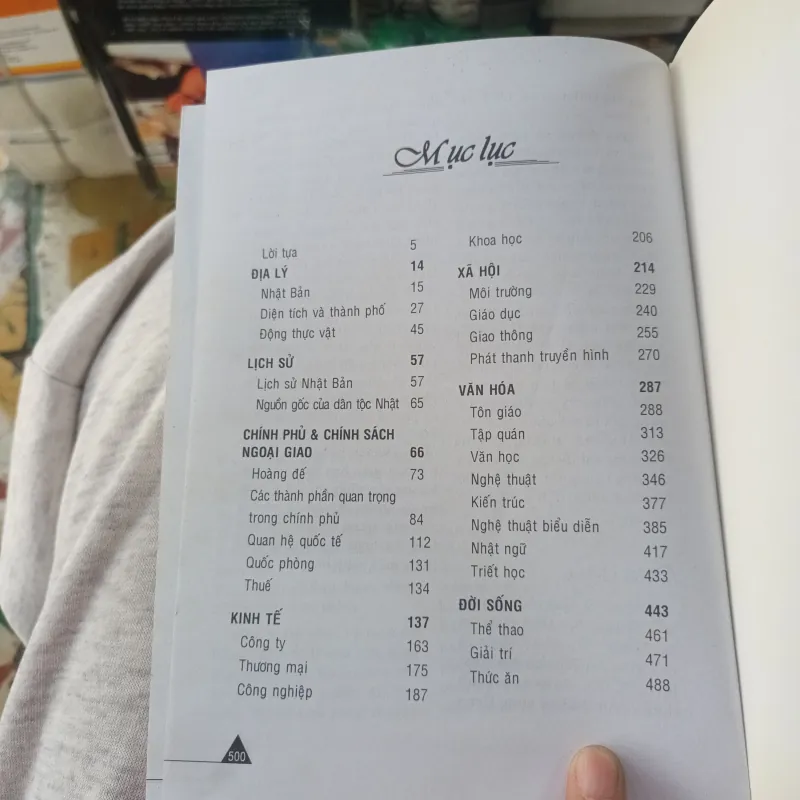 Mục lục
Lời tựa 5
ĐỊA LÝ 14
Nhật Bản 15
Diện tích và thành phố 27
Động thực vật 45
LỊCH SỬ 57
Lịch sử Nhật Bản 57
Nguồn gốc của dân tộc Nhật 65
CHÍNH PHỦ & CHÍNH SÁCH
NGOẠI GIAO 66
Hoàng đế 73
Các thành phần quan trọng
trong chính phủ 84
Quan hệ quốc tế 112
Quốc phòng 131
Thuế 134
KINH TẾ 137
Công ty 163
Thương mại 175
Công nghiệp 187
Khoa học 206
XÃ HỘI 214
Môi trường 229
Giáo dục 240
Giao thông 255
Phát thanh truyền hình 270
VĂN HÓA 287
Tôn giáo 288
Tập quán 313
Văn học 326
Nghệ thuật 346
Kiến trúc 377
Nghệ thuật biểu diễn 385
Nhật ngữ 417
Triết học 433
ĐỜI SỐNG 443
Thể thao 461
Giải trí 471
Thức ăn 488
500